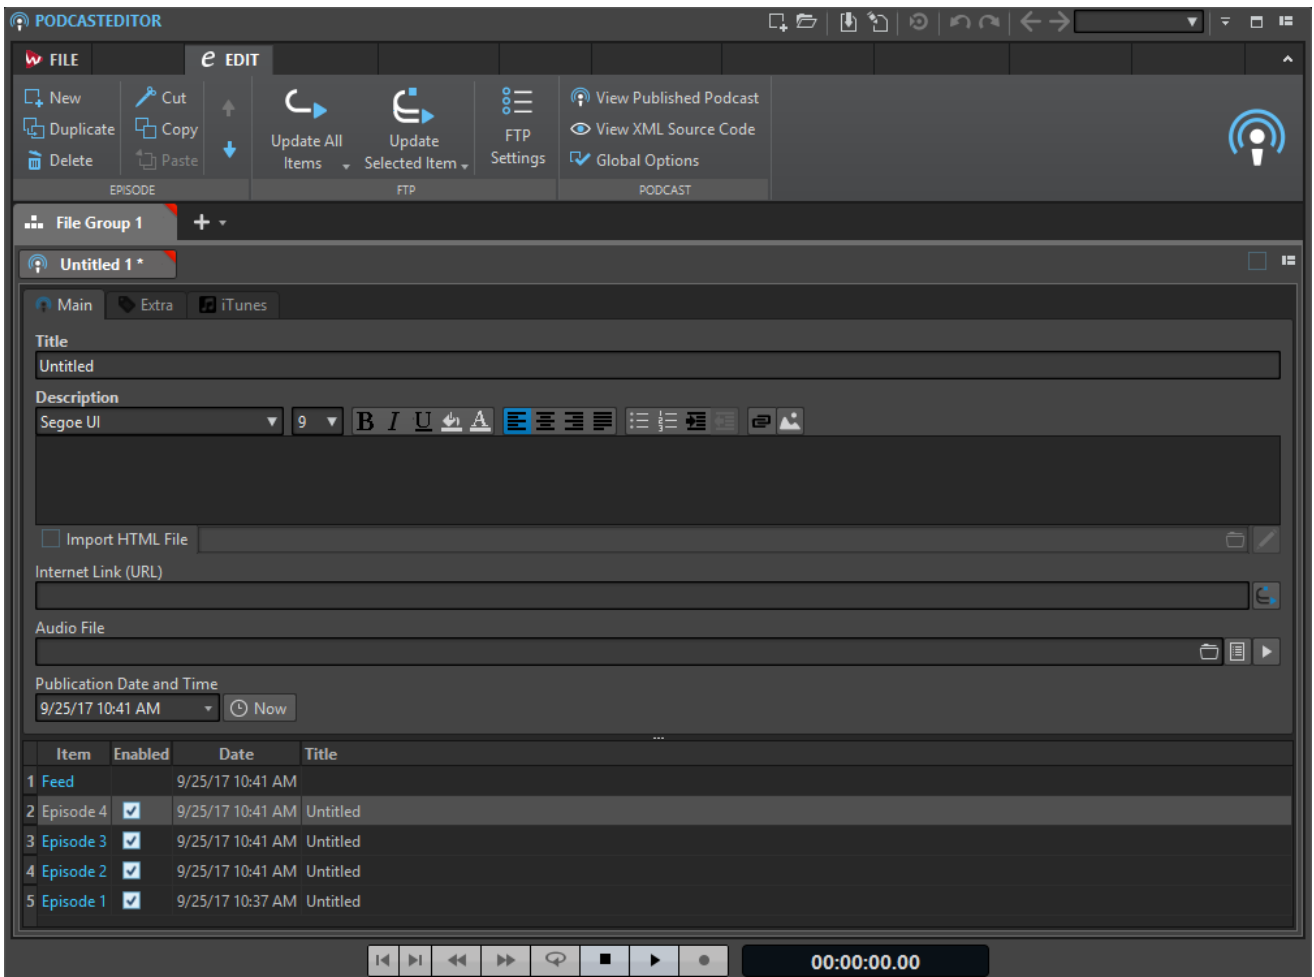 PODCASTEDITOR
FILE
EDIT
New
Cut
Duplicate
Copy
Delete
Paste
EPISODE
Update All
Items
Update
Selected Item
FTP
Settings
FTP
View Published Podcast
View XML Source Code
Global Options
PODCAST
File Group 1
Untitled 1 *
Main Extra iTunes
Title
Untitled
Description
Segoe UI 9 B I U A
Import HTML File
Internet Link (URL)
Audio File
Publication Date and Time
9/25/17 10:41 AM Now
Item Enabled Date Title
1 Feed 9/25/17 10:41 AM
2 Episode 4 9/25/17 10:41 AM Untitled
3 Episode 3 9/25/17 10:41 AM Untitled
4 Episode 2 9/25/17 10:41 AM Untitled
5 Episode 1 9/25/17 10:37 AM Untitled
00:00:00.00